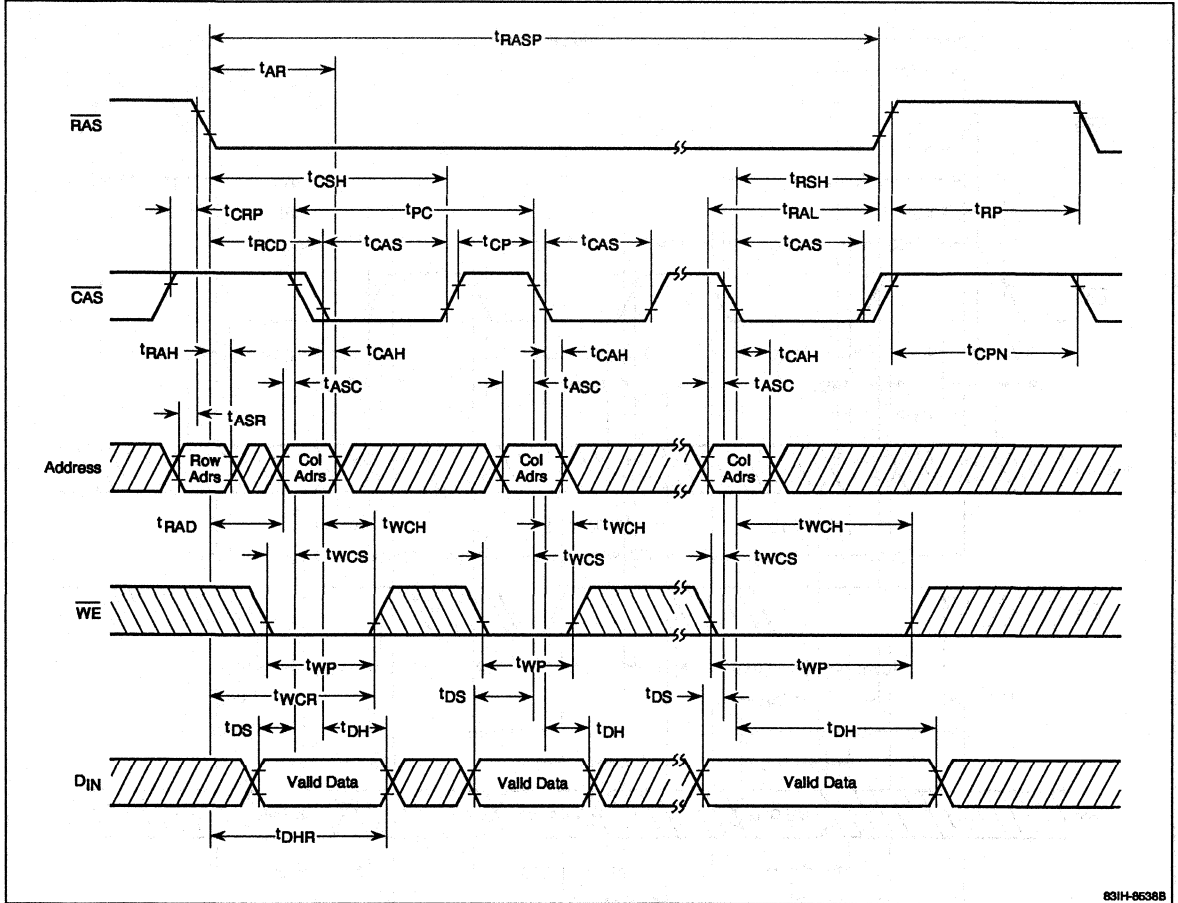 tRASP
tAR
RAS
tCSH
tRSH
tCRP
tPC
tRAL
tRP
tRCD
tCAS
tCP
tCAS
tCAS
CAS
tRAH
tCAH
tCAH
tCAH
tCPN
tASC
tASC
tASC
tASR
Address
Row Adrs
Col Adrs
Col Adrs
Col Adrs
tRAD
tWCH
tWCH
tWCH
tWCS
tWCS
tWCS
WE
tWP
tWP
tWP
tWCR
tDS
tDS
tDS
tDH
tDH
tDH
DIN
Valid Data
Valid Data
Valid Data
tDHR
83IH-8538B